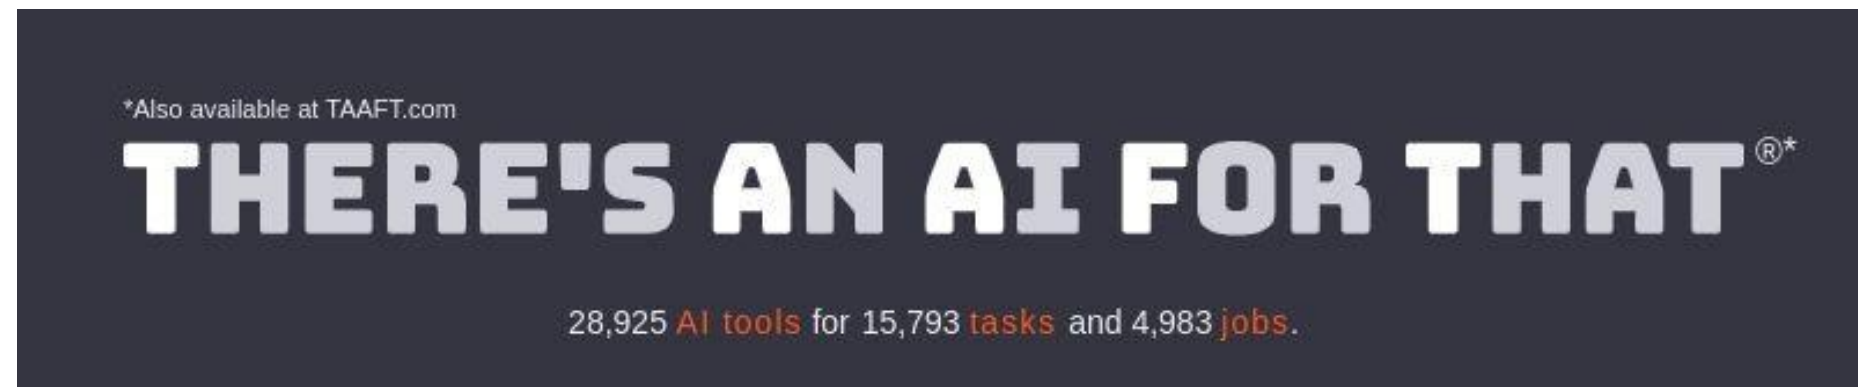 *Also available at TAAFT.com
THERE'S AN AI FOR THAT®*
28,925 AI tools for 15,793 tasks and 4,983 jobs.